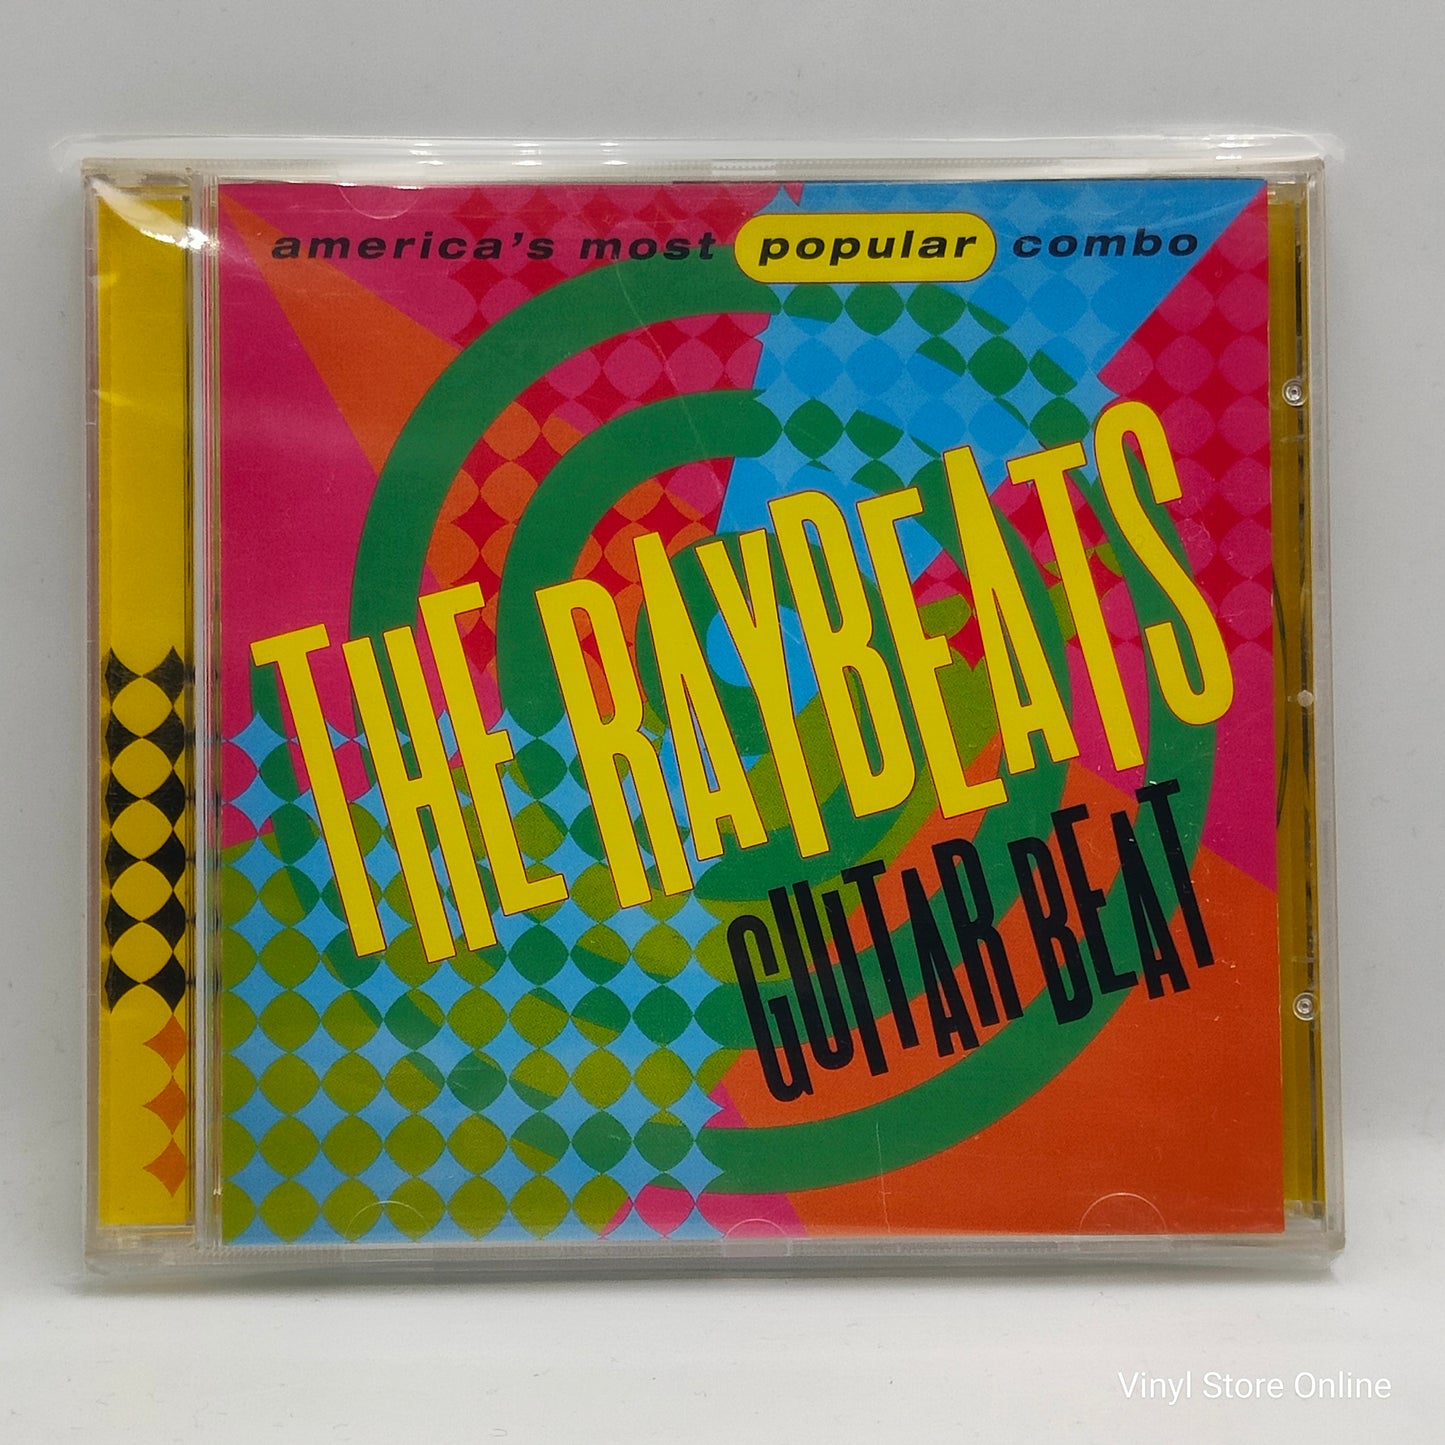 america's most popular combo
THE RAYBEATS
GUITAR BEAT
Vinyl Store Online